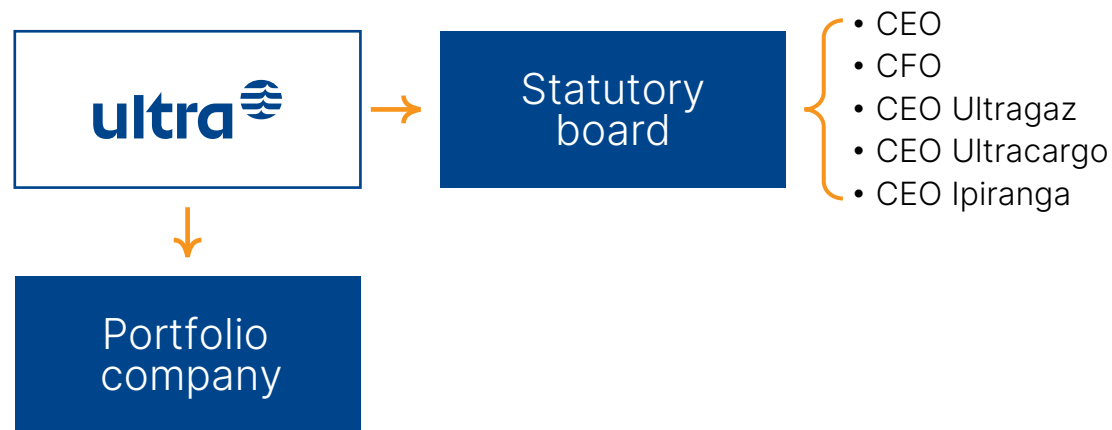 ultra
Statutory
board
• CEO
• CFO
• CEO Ultragaz
• CEO Ultracargo
• CEO Ipiranga
Portfolio
company